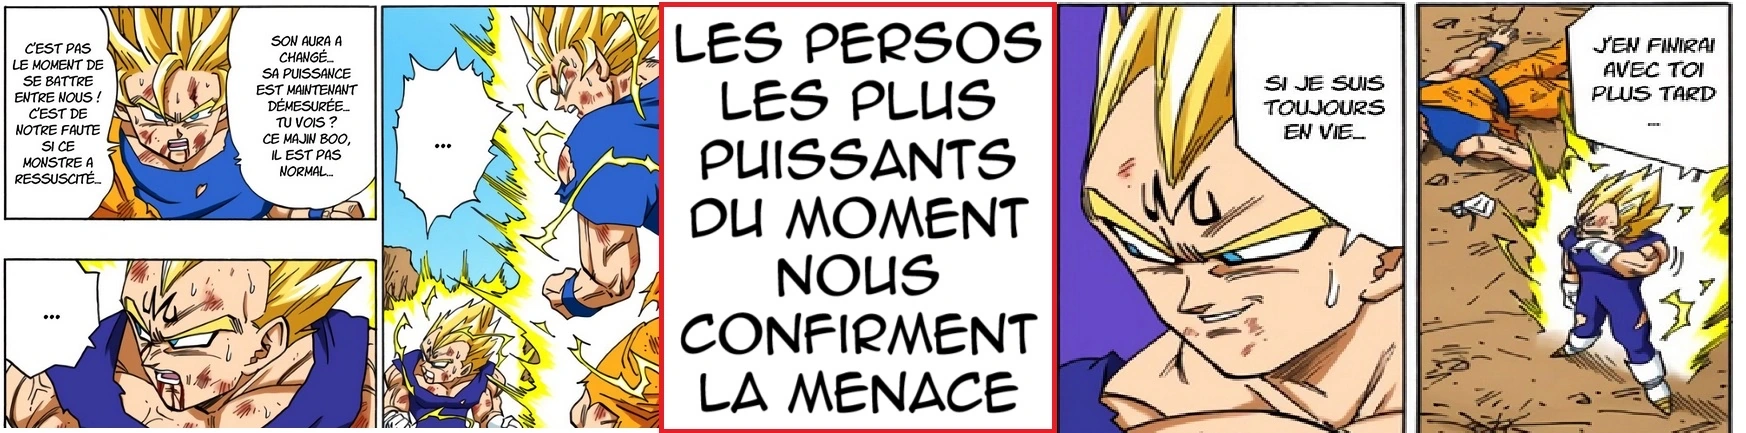 C'EST PAS
LE MOMENT DE
SE BATTRE
ENTRE NOUS !
C'EST DE
NOTRE FAUTE
SI CE
MONSTRE A
RESSUSCITÉ...
SON AURA A
CHANGÉ...
SA PUISSANCE
EST MAINTENANT
DÉMESURÉE...
TU VOIS ?
CE MAJIN BOO,
IL EST PAS
NORMAL...
...
...
LES PERSOS
LES PLUS
PUISSANTS
DU MOMENT
NOUS
CONFIRMENT
LA MENACE
SI JE SUIS
TOUJOURS
EN VIE...
J'EN FINIRAI
AVEC TOI
PLUS TARD
...